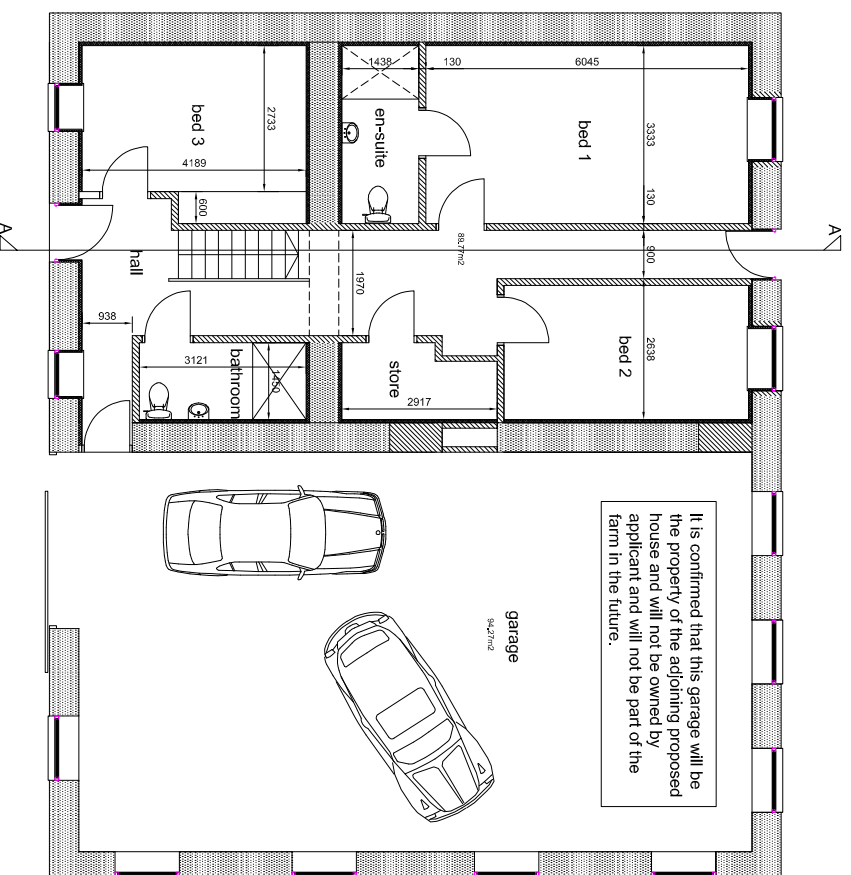 1438
130
6045
bed 3
2733
en-suite
bed 1
3333
4189
130
600
A
A
hall
89.77m2
900
1970
938
bed 2
2638
3121
bathroom
1450
store
2917
It is confirmed that this garage will be
the property of the adjoining proposed
house and will not be owned by
applicant and will not be part of the
farm in the future.
garage
94.27m2